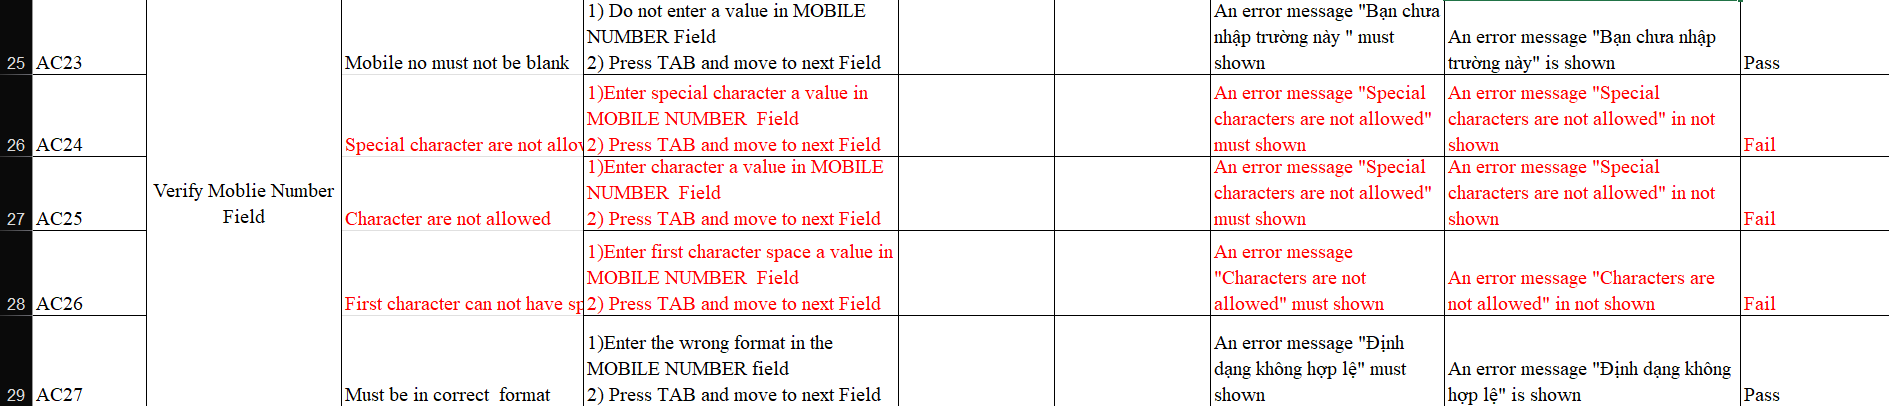 25
AC23
Verify Moblie Number
Field
Mobile no must not be blank
1) Do not enter a value in MOBILE
NUMBER Field
2) Press TAB and move to next Field
An error message "Bạn chưa
nhập trường này " must
shown
An error message "Bạn chưa nhập
trường này" is shown
Pass
26
AC24
Special character are not allow
1)Enter special character a value in
MOBILE NUMBER  Field
2) Press TAB and move to next Field
An error message "Special
characters are not allowed"
must shown
An error message "Special
characters are not allowed" in not
shown
Fail
27
AC25
Character are not allowed
1)Enter character a value in MOBILE
NUMBER  Field
2) Press TAB and move to next Field
An error message "Special
characters are not allowed"
must shown
An error message "Special
characters are not allowed" in not
shown
Fail
28
AC26
First character can not have sp
1)Enter first character space a value in
MOBILE NUMBER  Field
2) Press TAB and move to next Field
An error message
"Characters are not
allowed" must shown
An error message "Characters are
not allowed" in not shown
Fail
29
AC27
Must be in correct  format
1)Enter the wrong format in the
MOBILE NUMBER field
2) Press TAB and move to next Field
An error message "Định
dạng không hợp lệ" must
shown
An error message "Định dạng không
hợp lệ" is shown
Pass